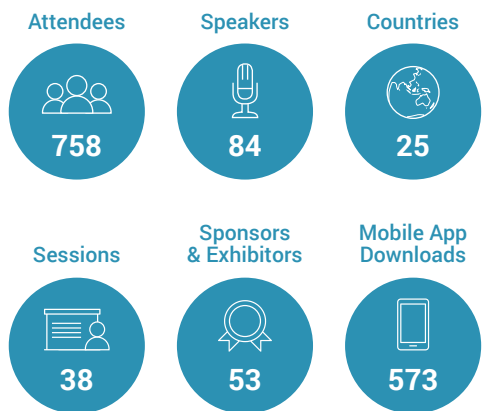 Attendees
758
Speakers
84
Countries
25
Sessions
38
Sponsors
& Exhibitors
53
Mobile App
Downloads
573